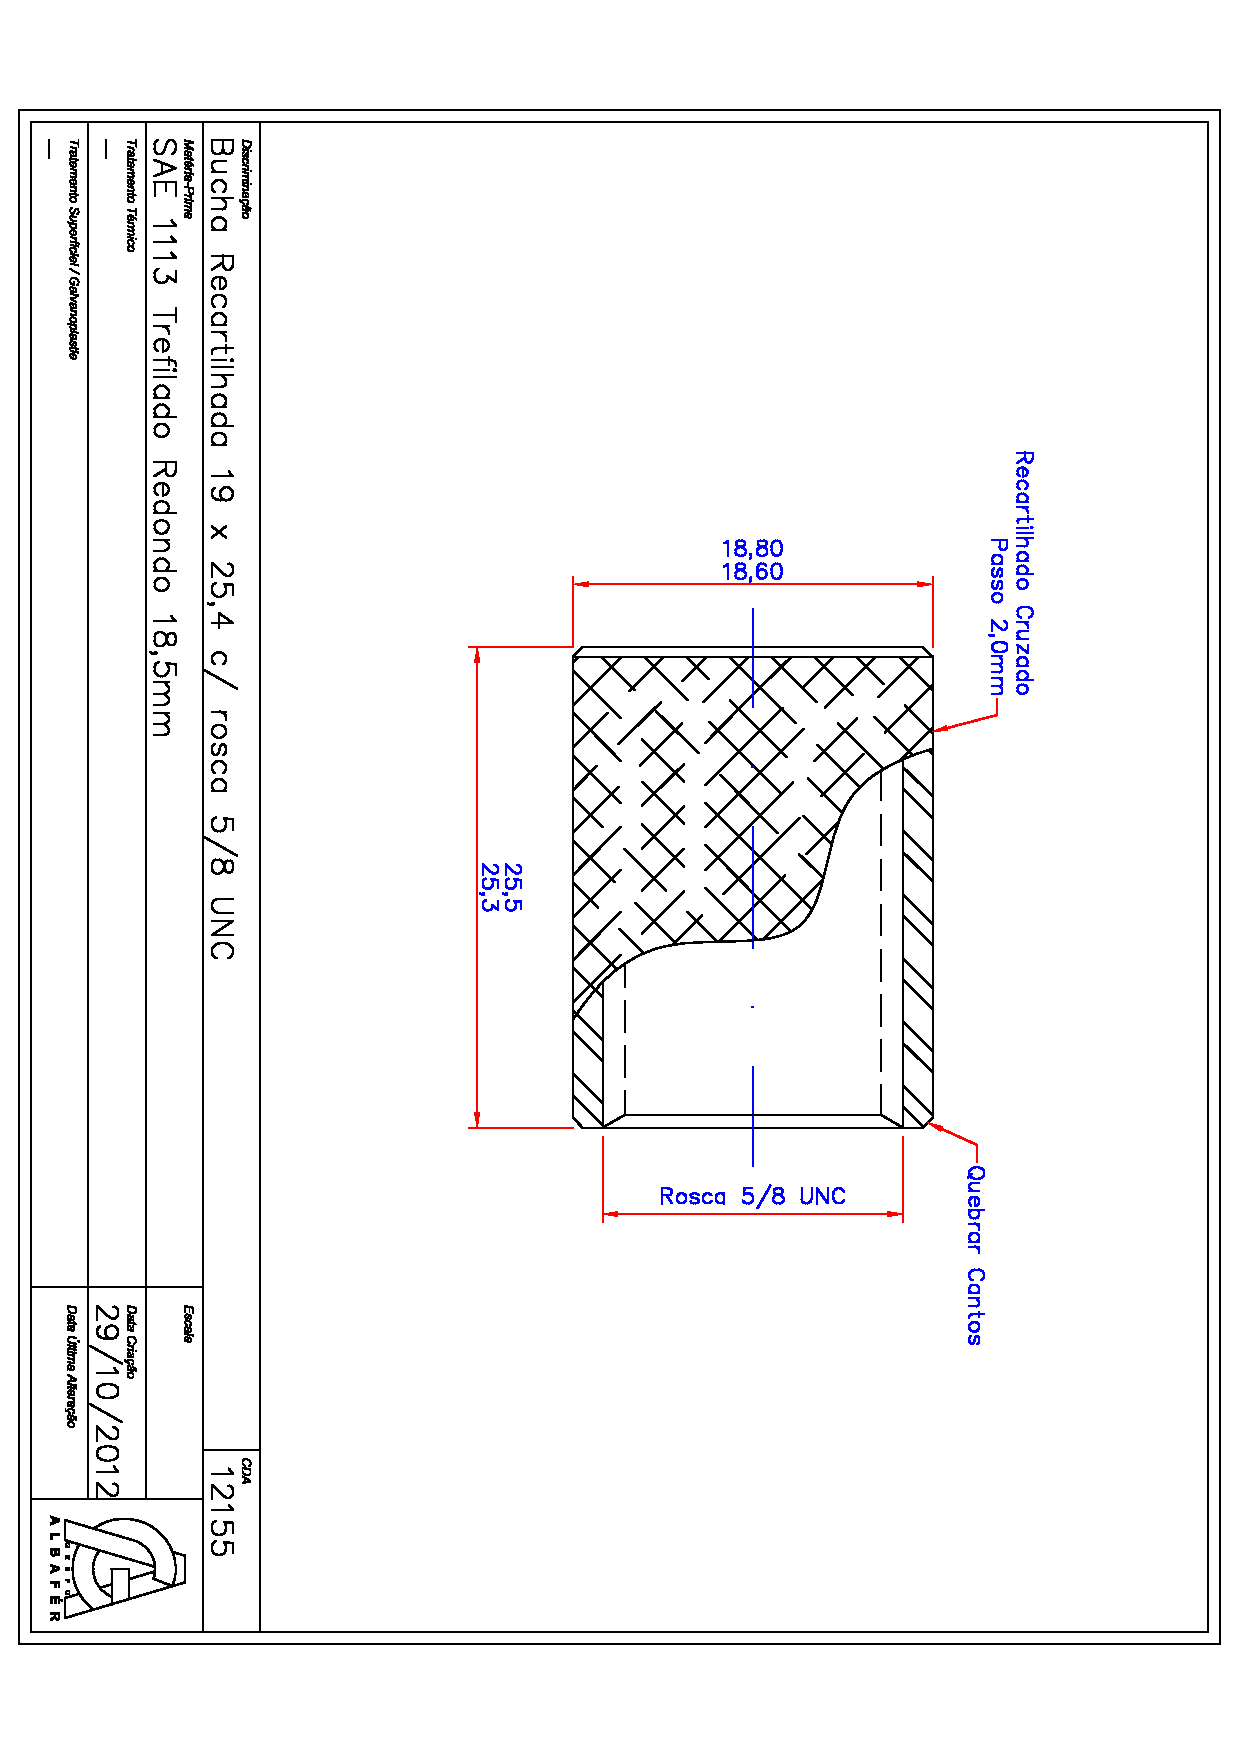 Recartilhado Cruzado
Passo 2,0mm
18,80
18,60
25,5
25,3
Rosca 5/8 UNC
Quebrar Cantos
Discriminação
Bucha Recartilhada 19 x 25,4 c/ rosca 5/8 UNC
CDA
12155
Matéria-Prima
SAE 1113 Trefilado Redondo 18,5mm
Escala
Tratamento Térmico
—
Data Criação
29/10/2012
Tratamento Superficial / Galvanoplastia
—
Data Última Alteração
GRUPO
ALBAFÉR